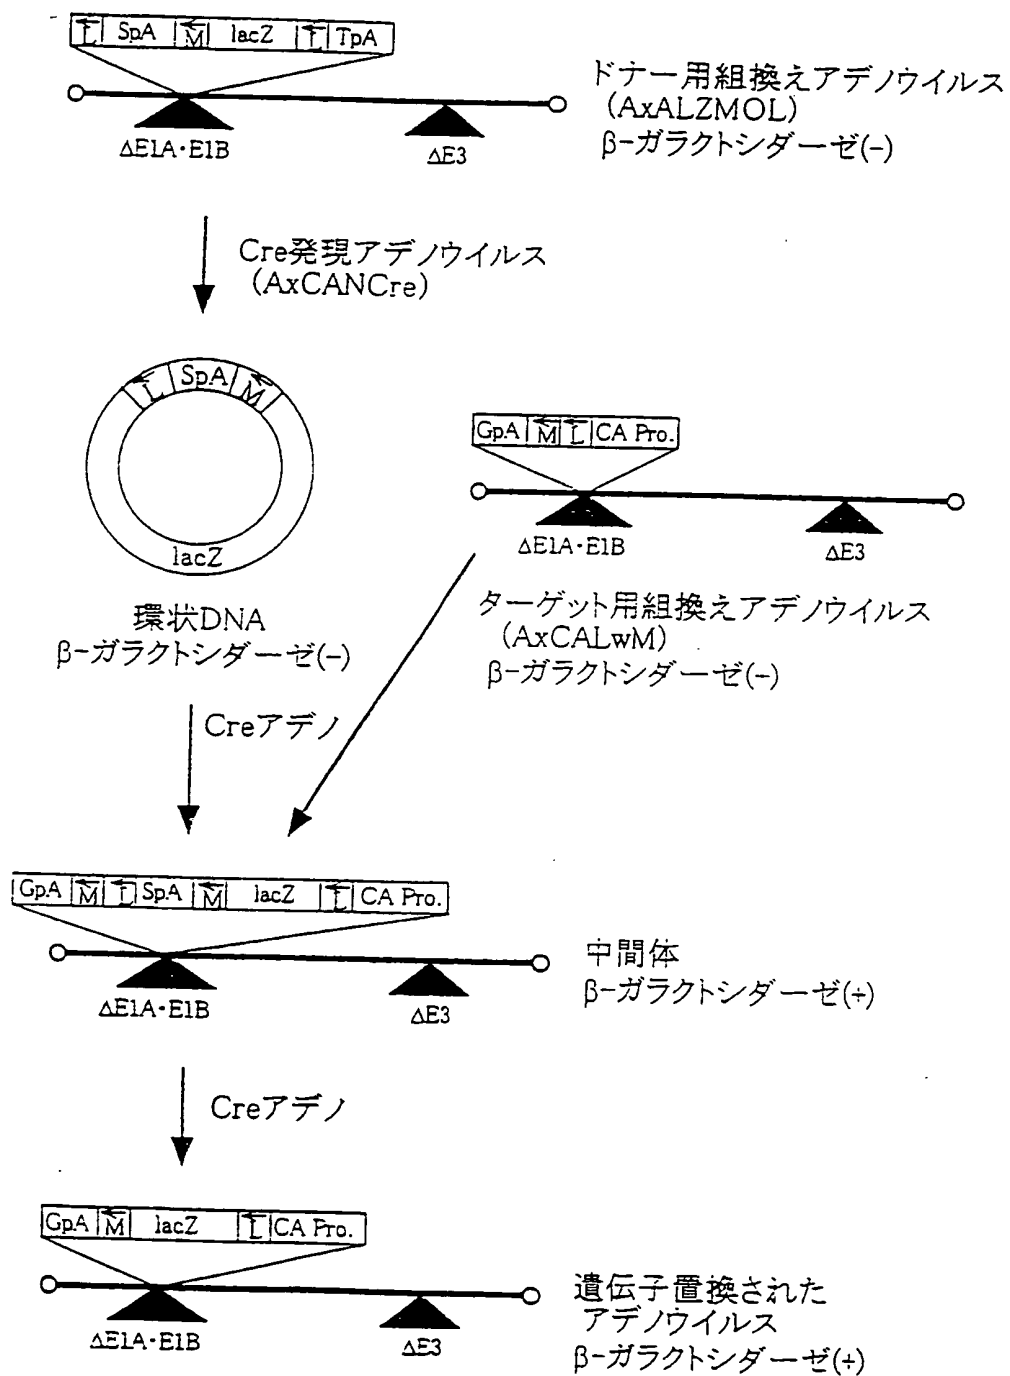 L SpA M lacZ L TpA
ΔE1A·E1B
ΔE3
ドナー用組換えアデノウイルス
(AxALZMOL)
β-ガラクトシダーゼ(-)
Cre発現アデノウイルス
(AxCANCre)
L SpA M
lacZ
環状DNA
β-ガラクトシダーゼ(-)
GpA M L CA Pro.
ΔE1A·E1B
ΔE3
ターゲット用組換えアデノウイルス
(AxCALwM)
β-ガラクトシダーゼ(-)
Creアデノ
GpA M L SpA M lacZ L CA Pro.
ΔE1A·E1B
ΔE3
中間体
β-ガラクトシダーゼ(+)
Creアデノ
GpA M lacZ L CA Pro.
ΔE1A·E1B
ΔE3
遺伝子置換された
アデノウイルス
β-ガラクトシダーゼ(+)